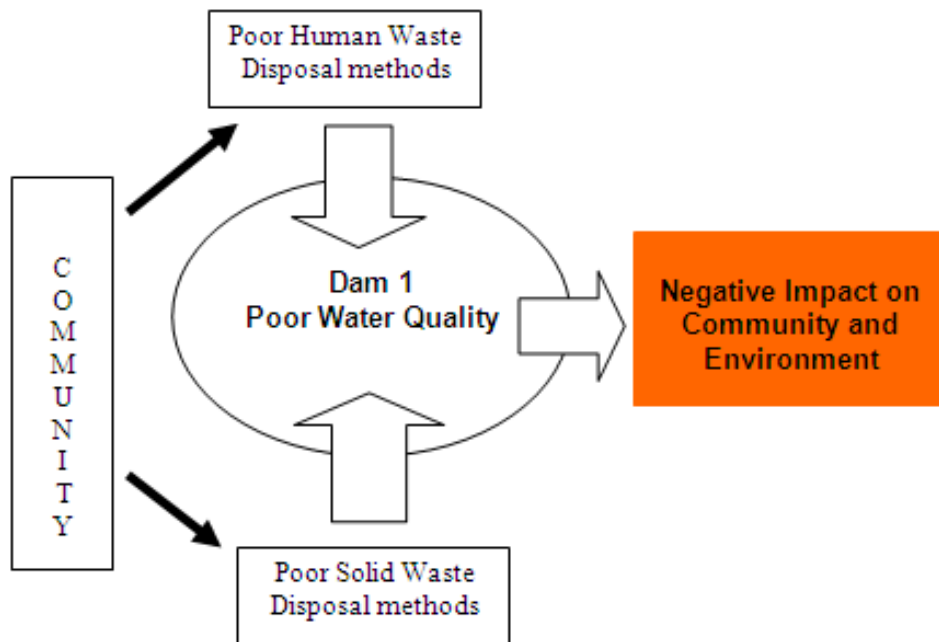 Poor Human Waste
Disposal methods
C
O
M
M
U
N
I
T
Y
Dam 1
Poor Water Quality
Negative Impact on
Community and
Environment
Poor Solid Waste
Disposal methods